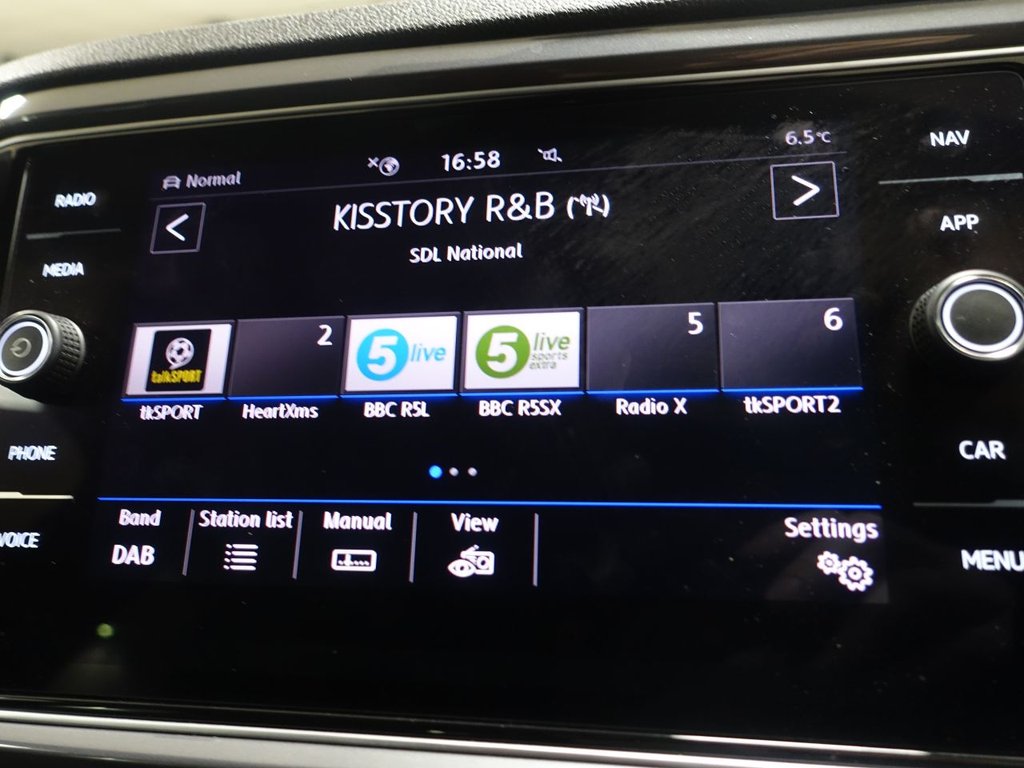 Normal
16:58
6.5°C
NAV
RADIO
KISSTORY R&B
APP
SDL National
MEDIA
talkSPORT
2
5 live
5 live sports extra
5
6
tkSPORT
HeartXms
BBC R5L
BBC R5SX
Radio X
tkSPORT2
PHONE
CAR
Band
Station list
Manual
View
Settings
VOICE
DAB
MENU